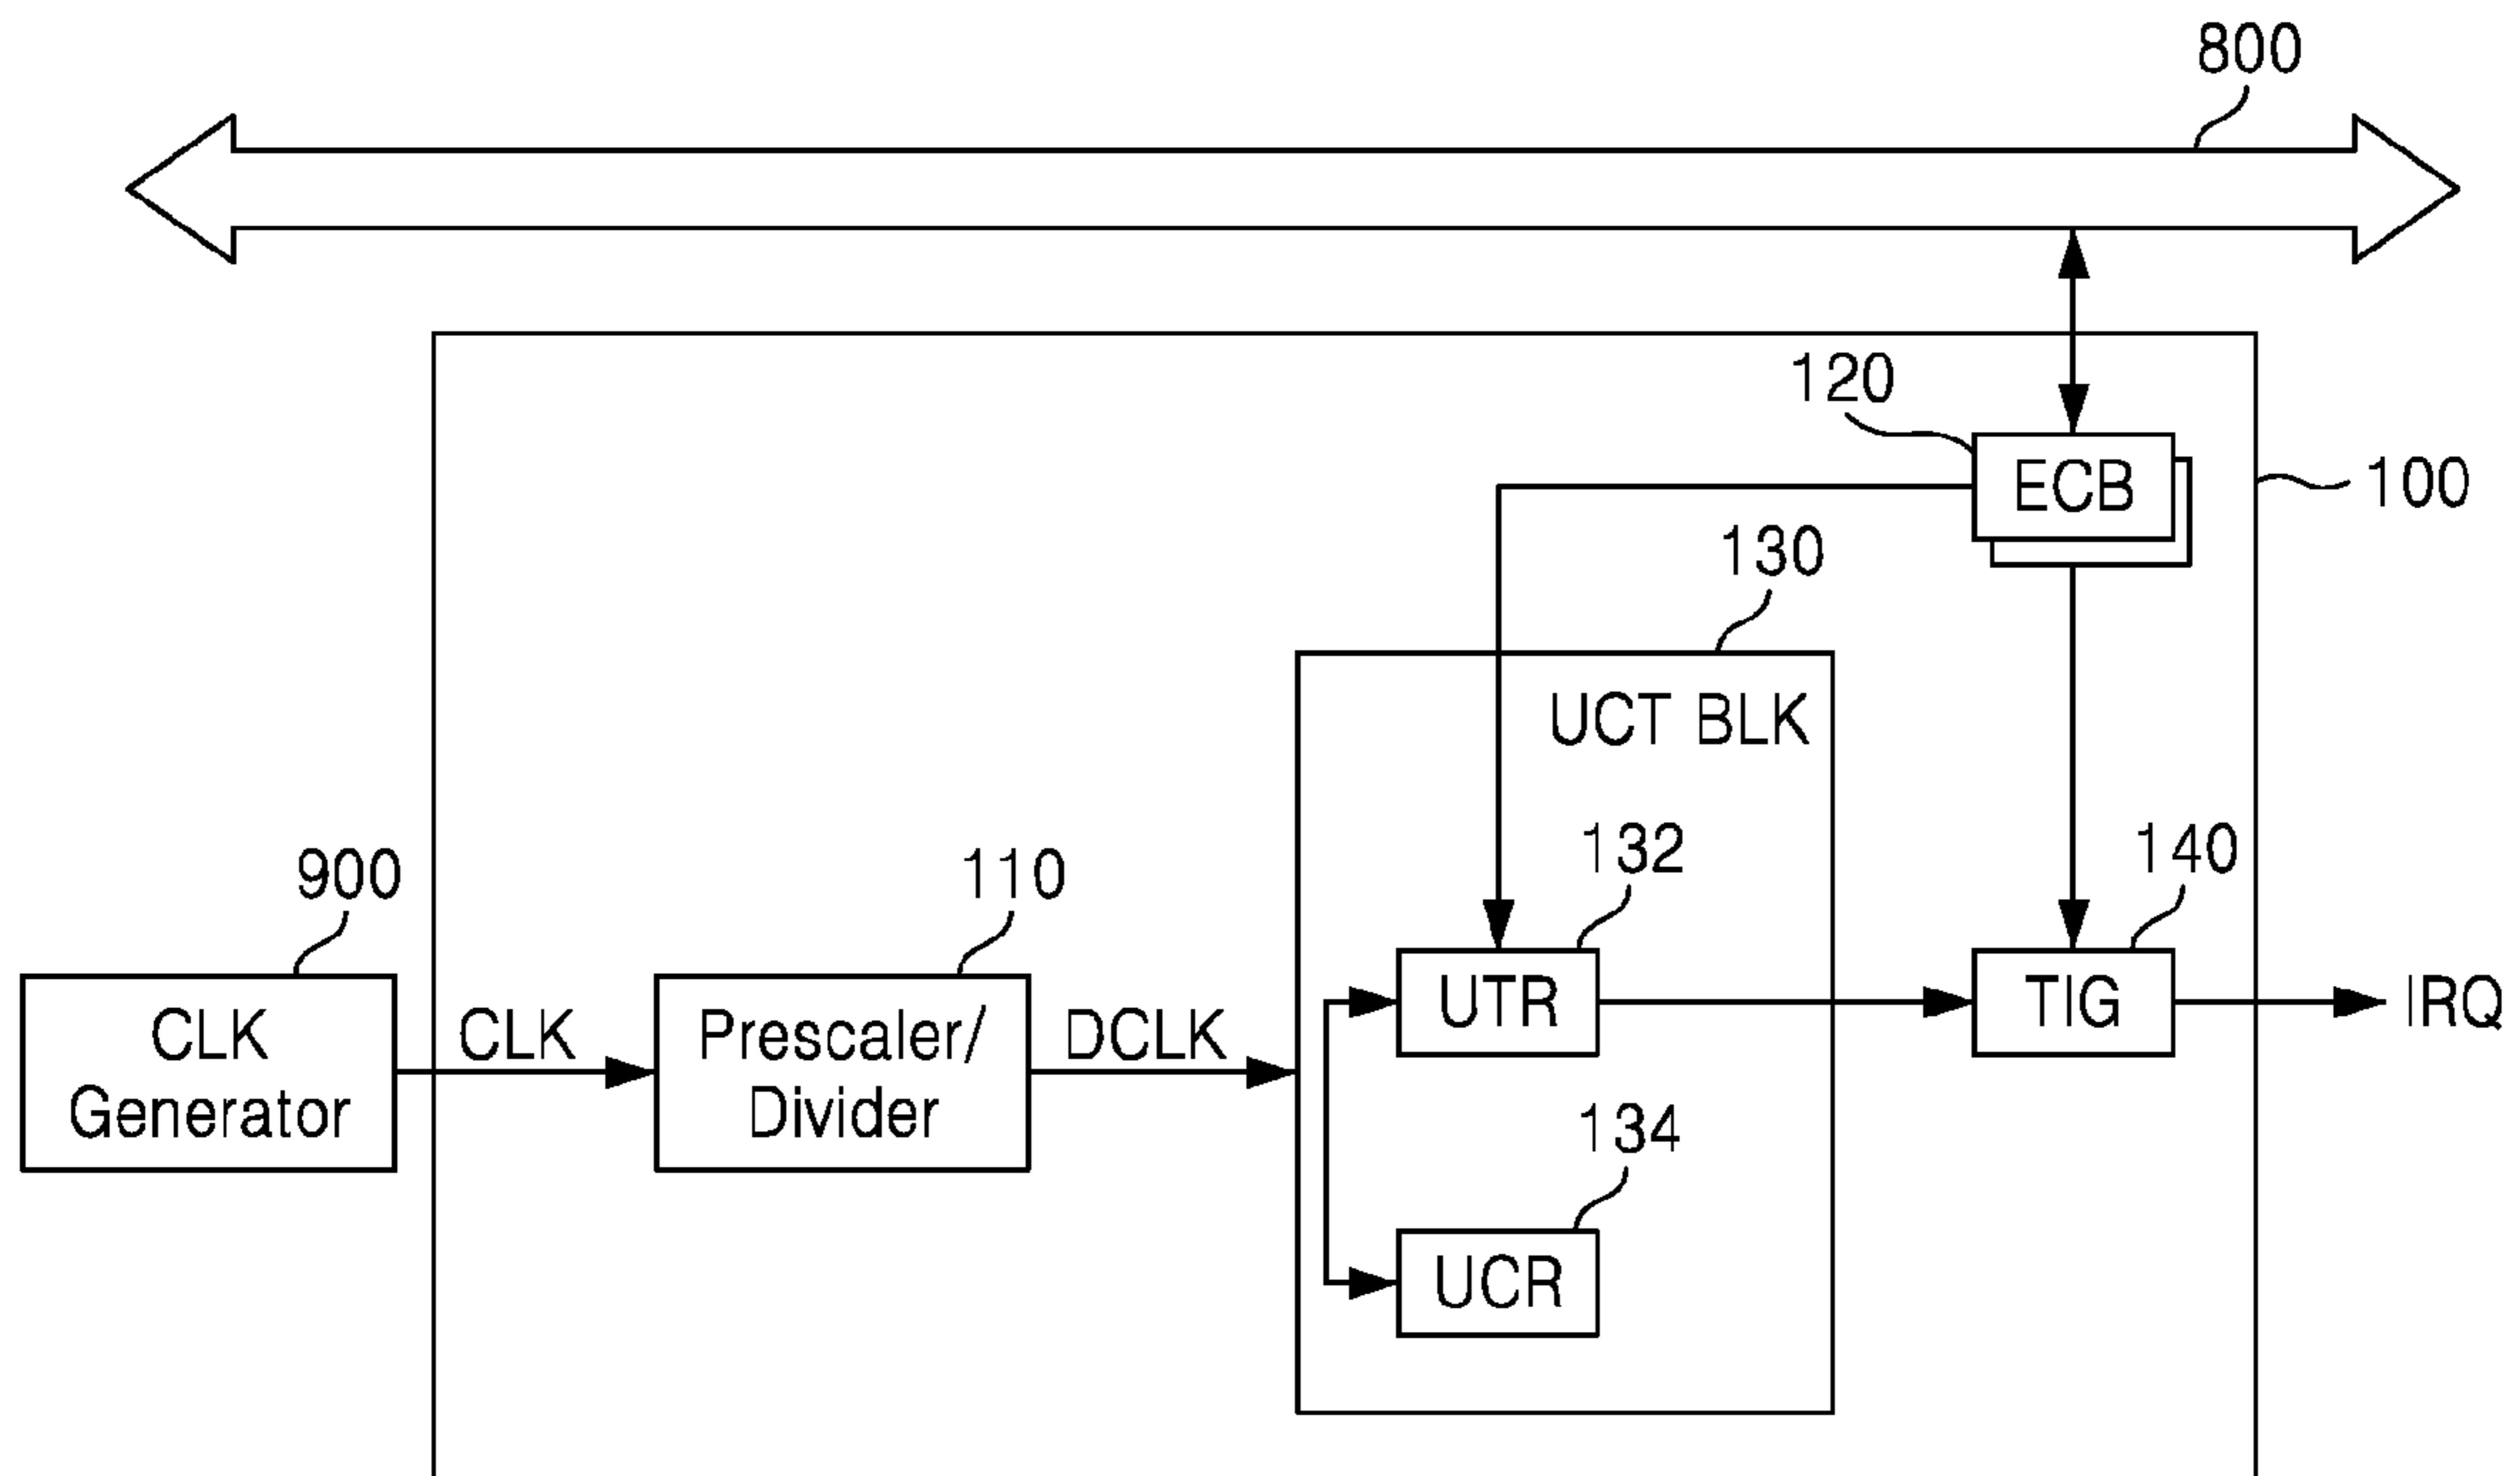 800
120
ECB
100
130
UCT BLK
900
110
132
140
CLK
Generator
CLK
Prescaler/
Divider
DCLK
UTR
TIG
IRQ
134
UCR